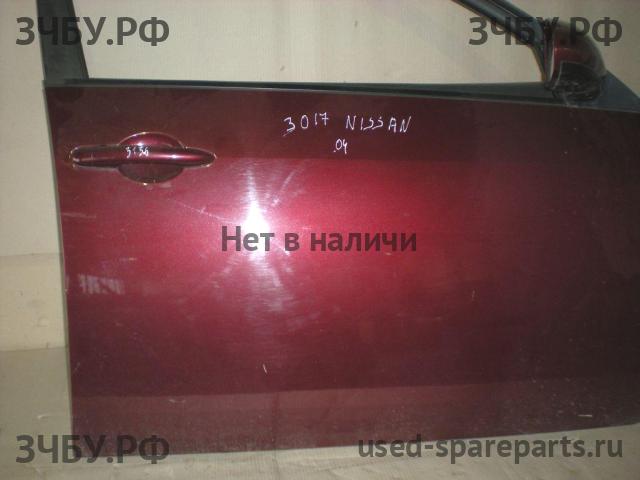 ЗЧБУ.РФ ЗЧБУ.РФ
3017 NISSAN
04
Нет в наличи
ЗЧБУ.РФ used-spareparts.ru